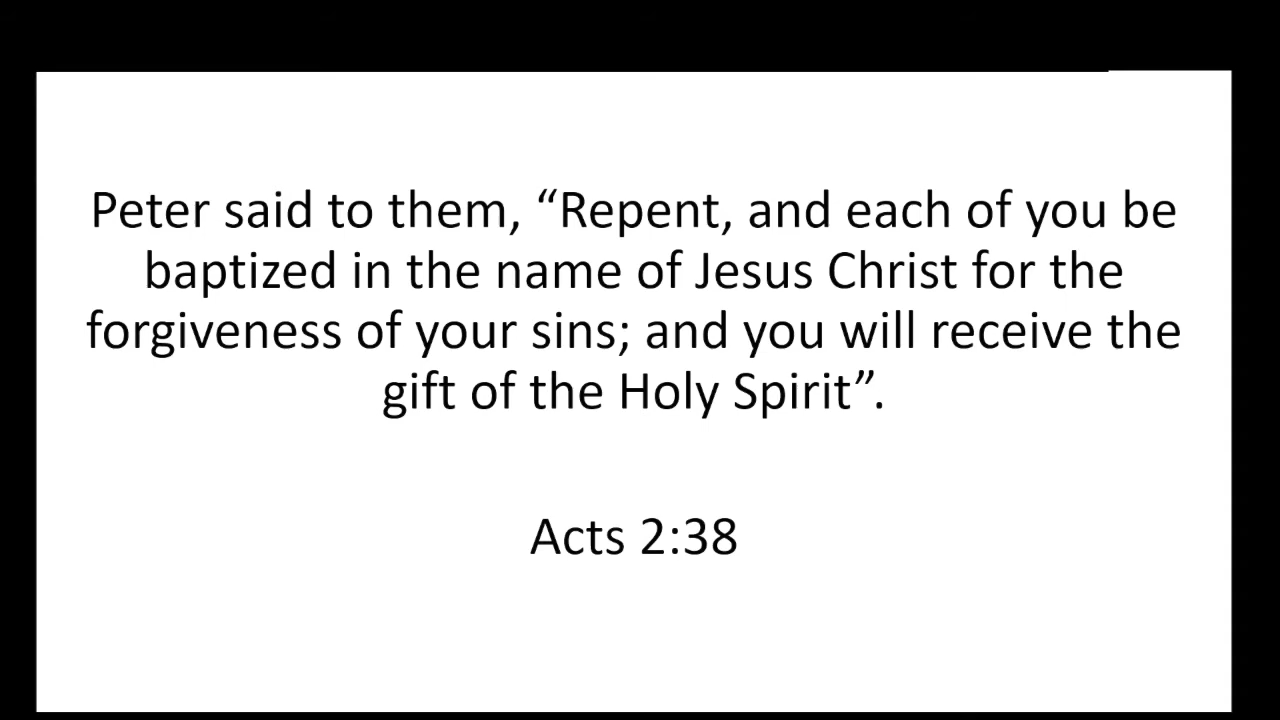 Peter said to them, “Repent, and each of you be
baptized in the name of Jesus Christ for the
forgiveness of your sins; and you will receive the
gift of the Holy Spirit”.
Acts 2:38